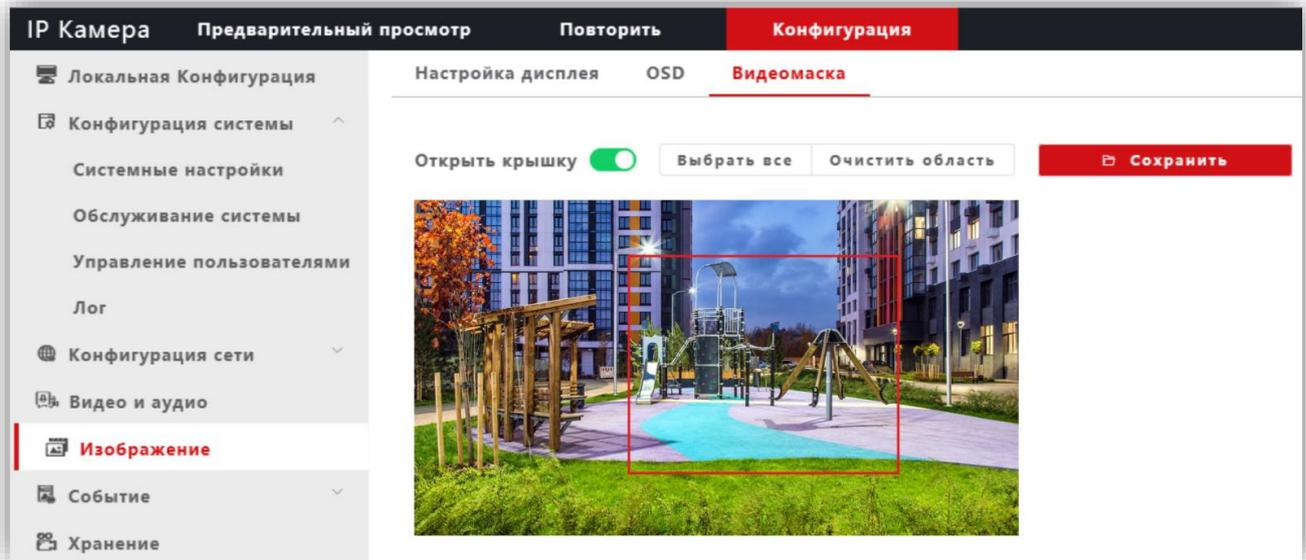 IP Камера Предварительный просмотр Повторить Конфигурация
Локальная Конфигурация
Конфигурация системы
Системные настройки
Обслуживание системы
Управление пользователями
Лог
Конфигурация сети
Видео и аудио
Изображение
Событие
Хранение
Настройка дисплея OSD Видеомаска
Открыть крышку Выбрать все Очистить область Сохранить